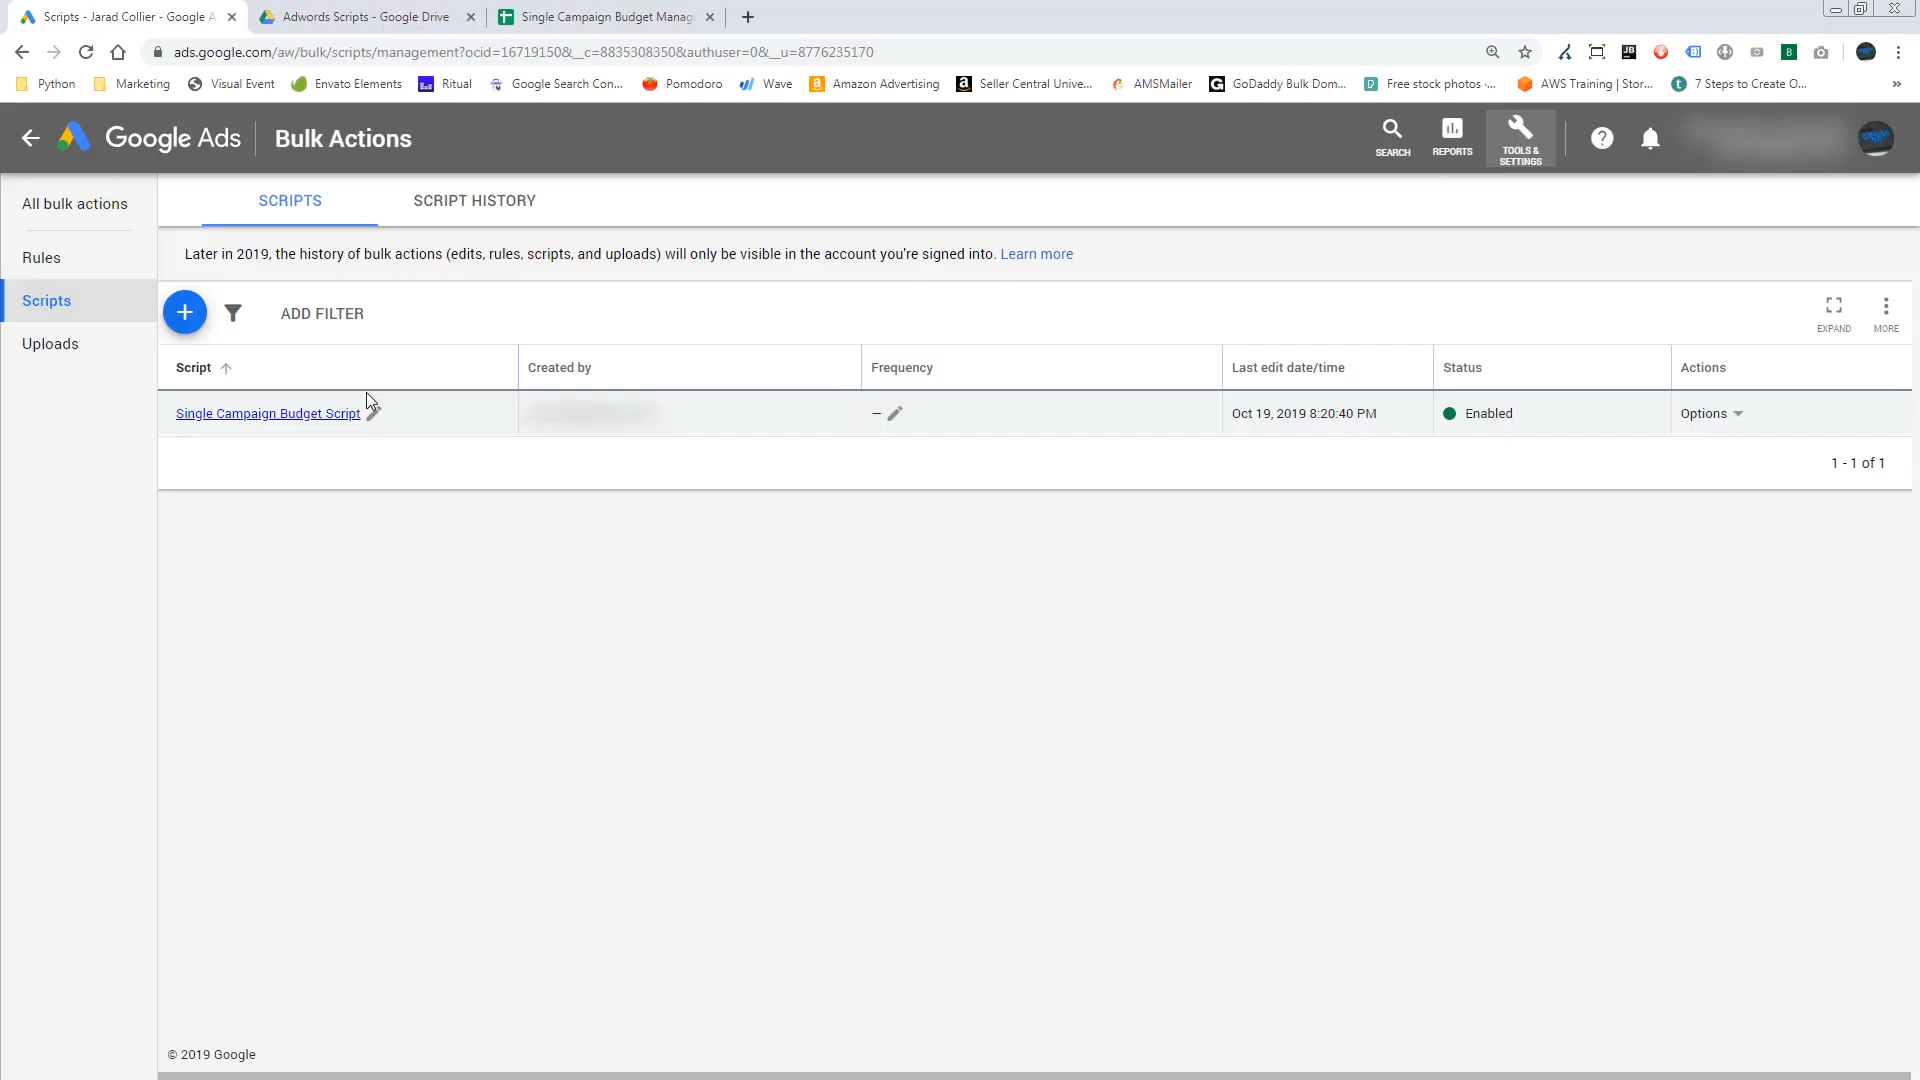 Scripts - Jarad Collier - Google A
Adwords Scripts - Google Drive
Single Campaign Budget Manag
ads.google.com/aw/bulk/scripts/management?ocid=16719150&__c=8835308350&authuser=0&__u=8776235170
Python
Marketing
Visual Event
Envato Elements
Ritual
Google Search Con...
Pomodoro
Wave
Amazon Advertising
Seller Central Unive...
AMSMailer
GoDaddy Bulk Dom...
Free stock photos ·...
AWS Training | Stor...
7 Steps to Create O...
»
Google Ads
Bulk Actions
SEARCH
REPORTS
TOOLS &
SETTINGS
All bulk actions
Rules
Scripts
Uploads
SCRIPTS
SCRIPT HISTORY
Later in 2019, the history of bulk actions (edits, rules, scripts, and uploads) will only be visible in the account you're signed into. Learn more
ADD FILTER
EXPAND
MORE
Script
Created by
Frequency
Last edit date/time
Status
Actions
Single Campaign Budget Script
–
Oct 19, 2019 8:20:40 PM
Enabled
Options
1 - 1 of 1
© 2019 Google